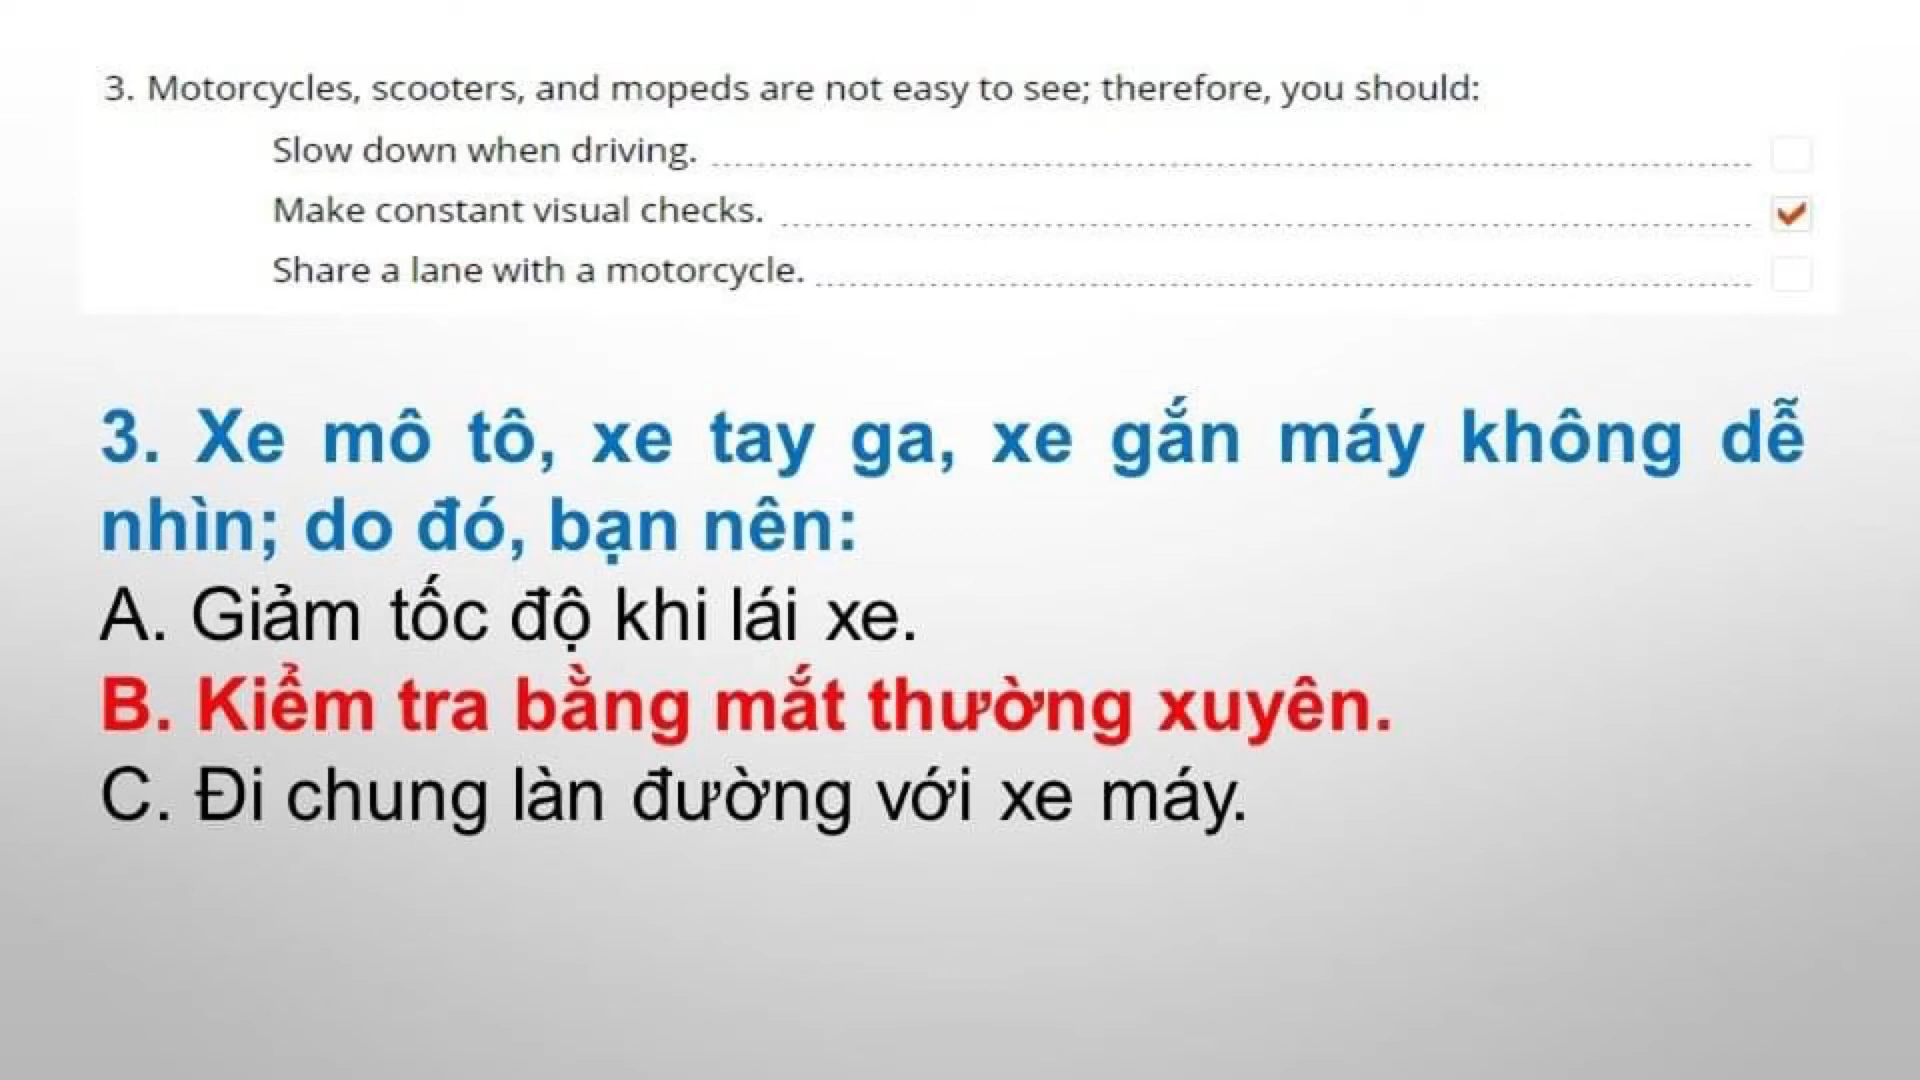 3. Motorcycles, scooters, and mopeds are not easy to see; therefore, you should:
Slow down when driving.
Make constant visual checks.
Share a lane with a motorcycle.
3. Xe mô tô, xe tay ga, xe gắn máy không dễ
nhìn; do đó, bạn nên:
A. Giảm tốc độ khi lái xe.
B. Kiểm tra bằng mắt thường xuyên.
C. Đi chung làn đường với xe máy.